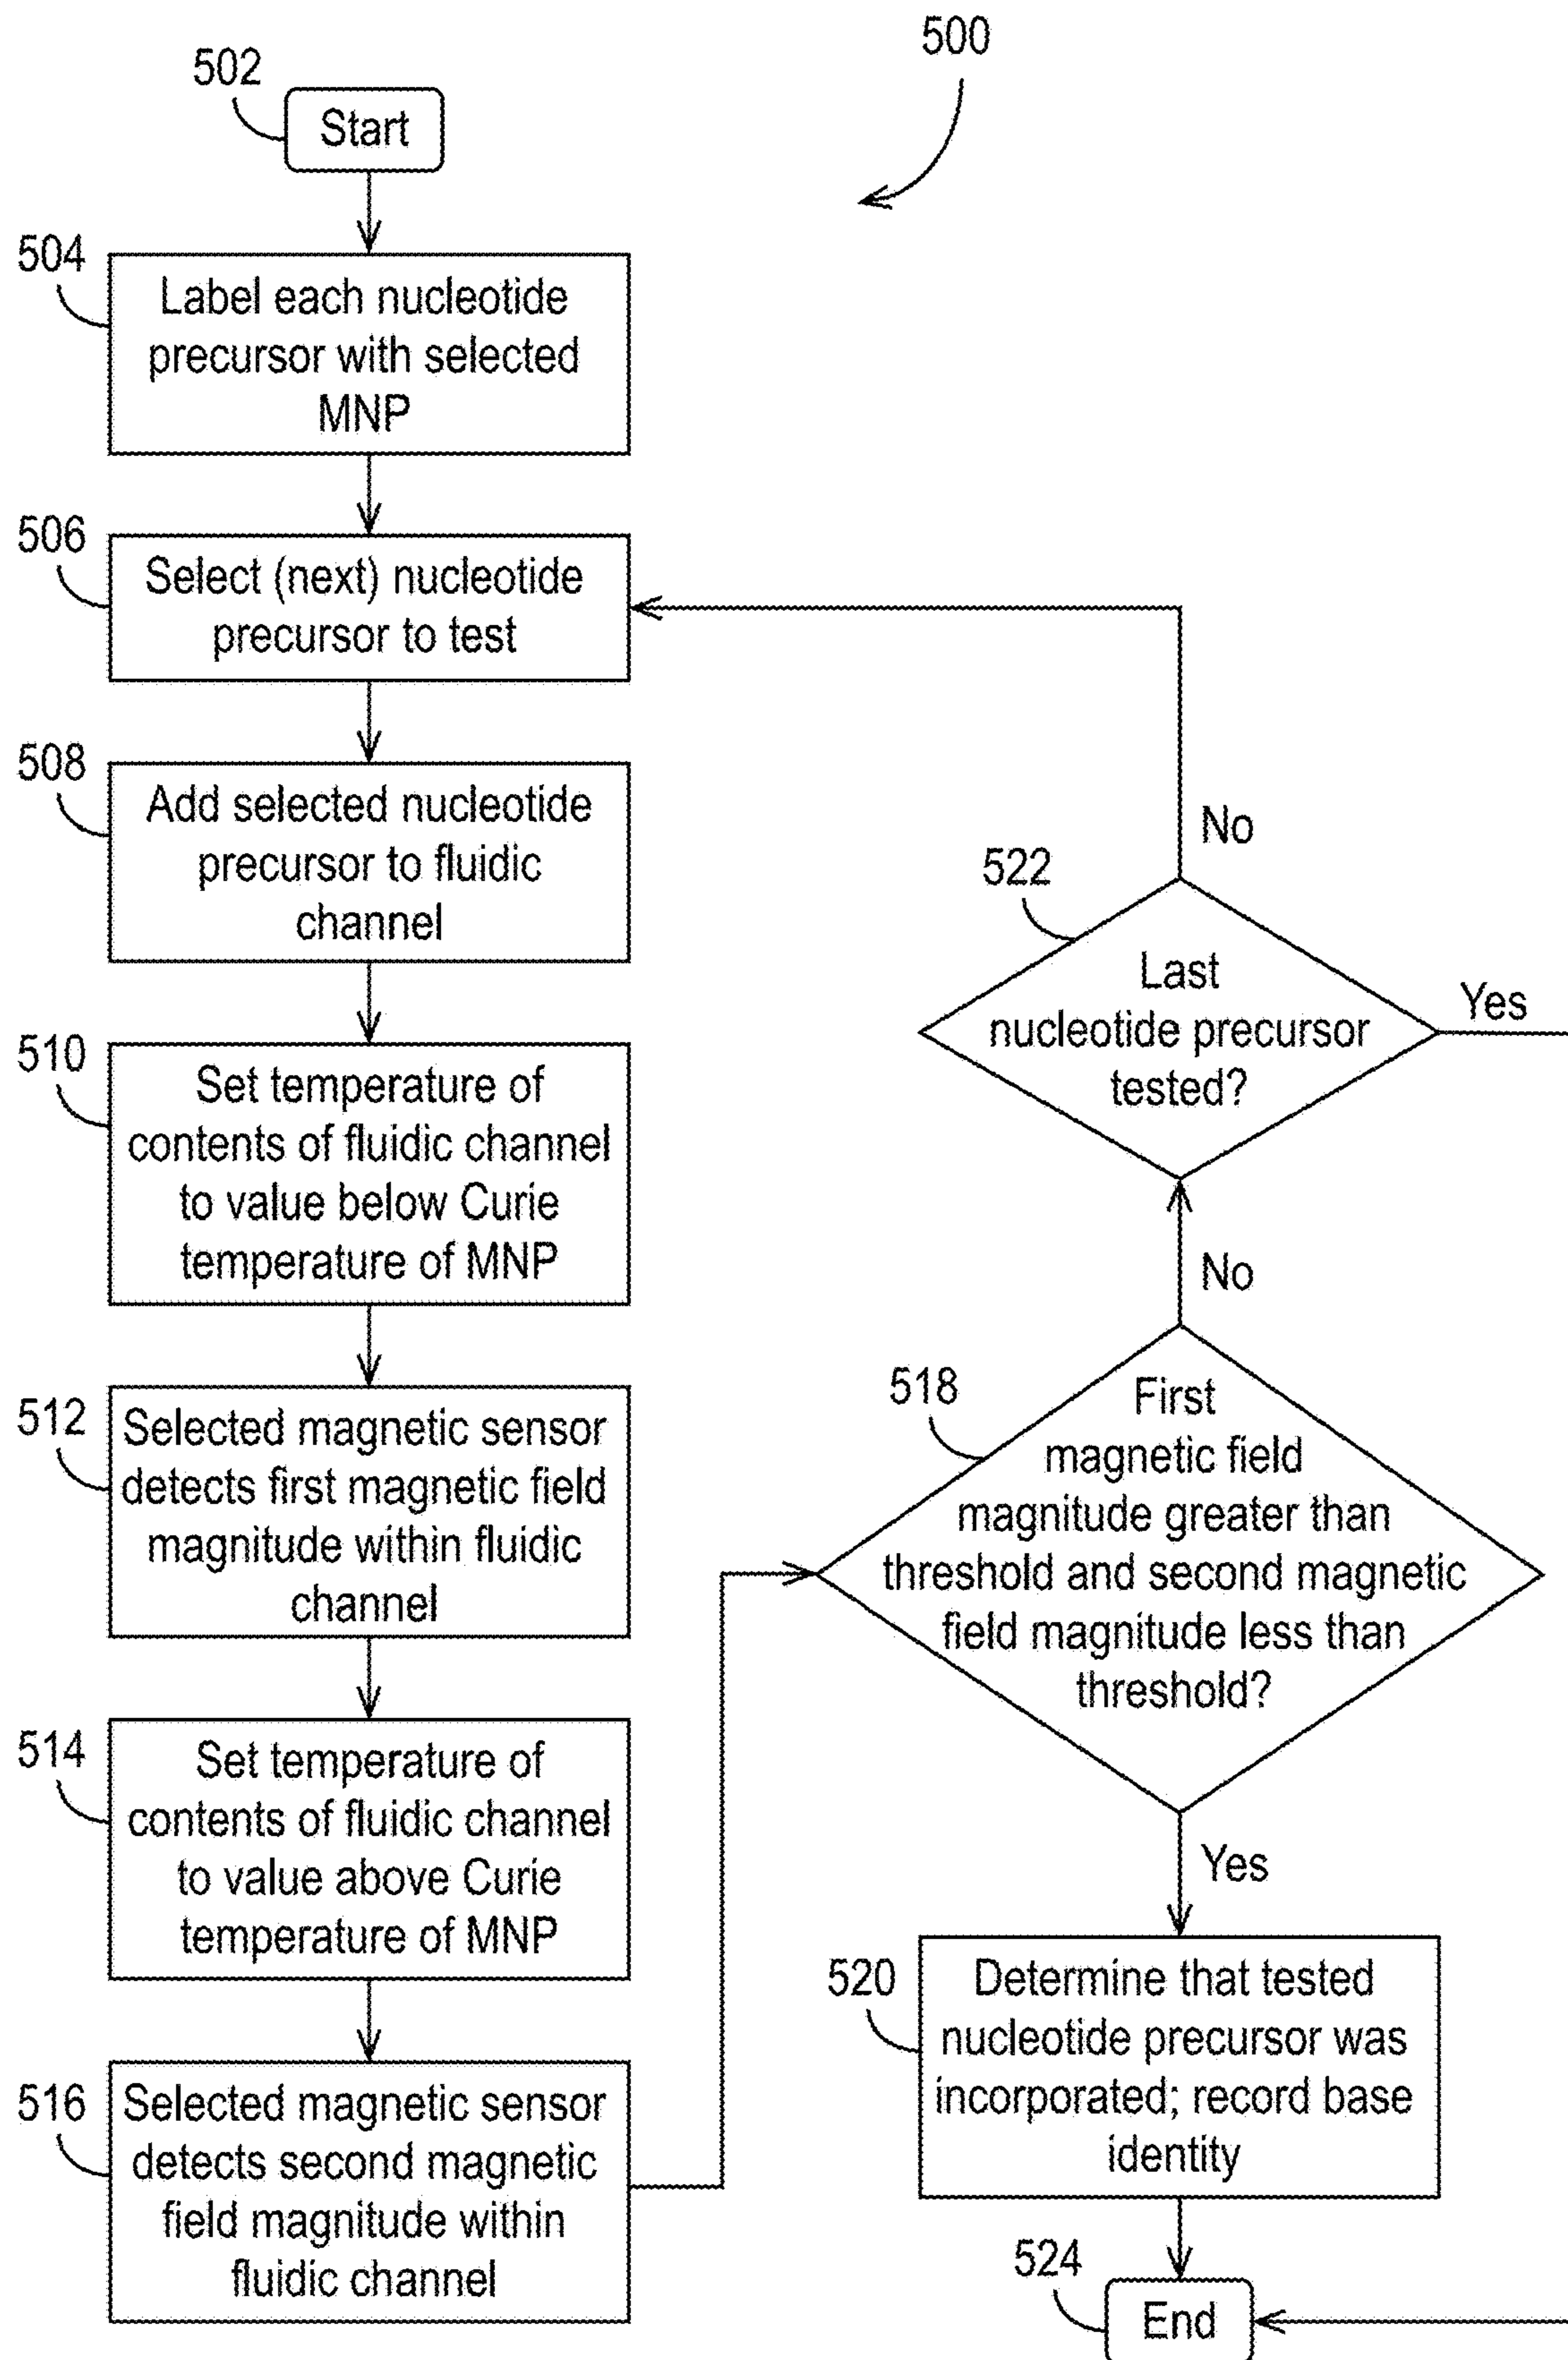 500
502
Start
504
Label each nucleotide
precursor with selected
MNP
506
Select (next) nucleotide
precursor to test
508
Add selected nucleotide
precursor to fluidic
channel
510
Set temperature of
contents of fluidic channel
to value below Curie
temperature of MNP
512
Selected magnetic sensor
detects first magnetic field
magnitude within fluidic
channel
514
Set temperature of
contents of fluidic channel
to value above Curie
temperature of MNP
516
Selected magnetic sensor
detects second magnetic
field magnitude within
fluidic channel
No
522
Last
nucleotide precursor
tested?
Yes
No
518
First
magnetic field
magnitude greater than
threshold and second magnetic
field magnitude less than
threshold?
Yes
520
Determine that tested
nucleotide precursor was
incorporated; record base
identity
524
End